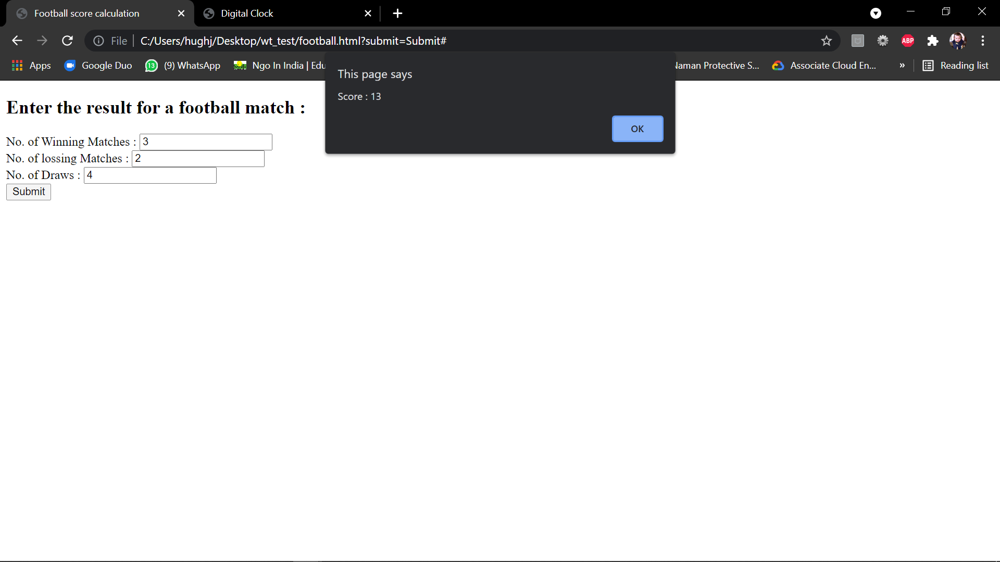 Football score calculation
Digital Clock
File
C:/Users/hughj/Desktop/wt_test/football.html?submit=Submit#
ABP
Apps
Google Duo
13
(9) WhatsApp
Ngo In India | Edu
Naman Protective S...
Associate Cloud En...
»
Reading list
This page says
Score : 13
OK
Enter the result for a football match :
No. of Winning Matches : 3
No. of lossing Matches : 2
No. of Draws : 4
Submit